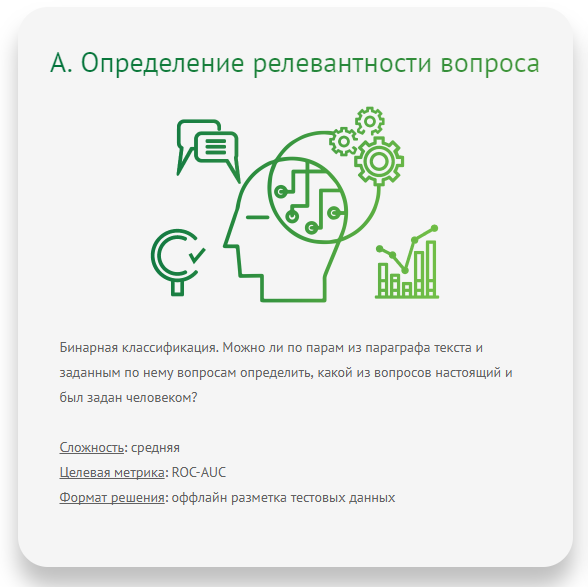 А. Определение релевантности вопроса
Бинарная классификация. Можно ли по парам из параграфа текста и
заданным по нему вопросам определить, какой из вопросов настоящий и
был задан человеком?
Сложность: средняя
Целевая метрика: ROC-AUC
Формат решения: оффлайн разметка тестовых данных